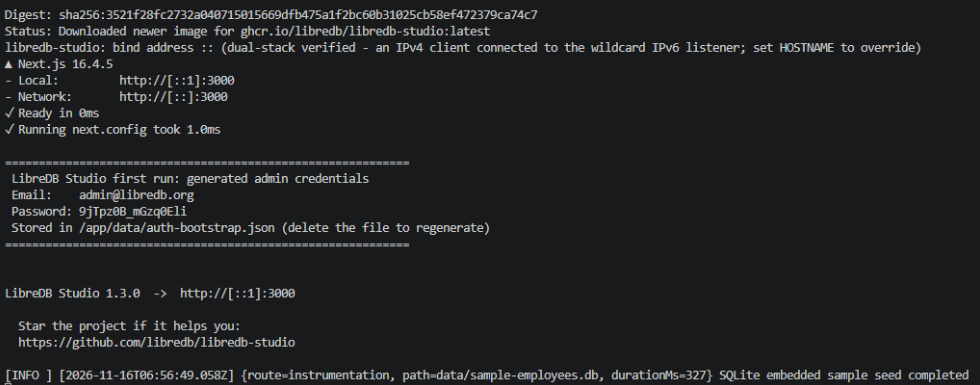 Digest: sha256:3521f28fc2732a040715015669dfb475a1f2bc60b31025cb58ef472379ca74c7
Status: Downloaded newer image for ghcr.io/libredb/libredb-studio:latest
libredb-studio: bind address :: (dual-stack verified - an IPv4 client connected to the wildcard IPv6 listener; set HOSTNAME to override)
▲ Next.js 16.4.5
- Local:         http://[::1]:3000
- Network:       http://[::]:3000
✓ Ready in 0ms
✓ Running next.config took 1.0ms
==============================================================
LibreDB Studio first run: generated admin credentials
Email:    admin@libredb.org
Password: 9jTpz0B_mGzq0Eli
Stored in /app/data/auth-bootstrap.json (delete the file to regenerate)
==============================================================
LibreDB Studio 1.3.0  ->  http://[::1]:3000
Star the project if it helps you:
https://github.com/libredb/libredb-studio
[INFO ] [2026-11-16T06:56:49.058Z] {route=instrumentation, path=data/sample-employees.db, durationMs=327} SQLite embedded sample seed completed